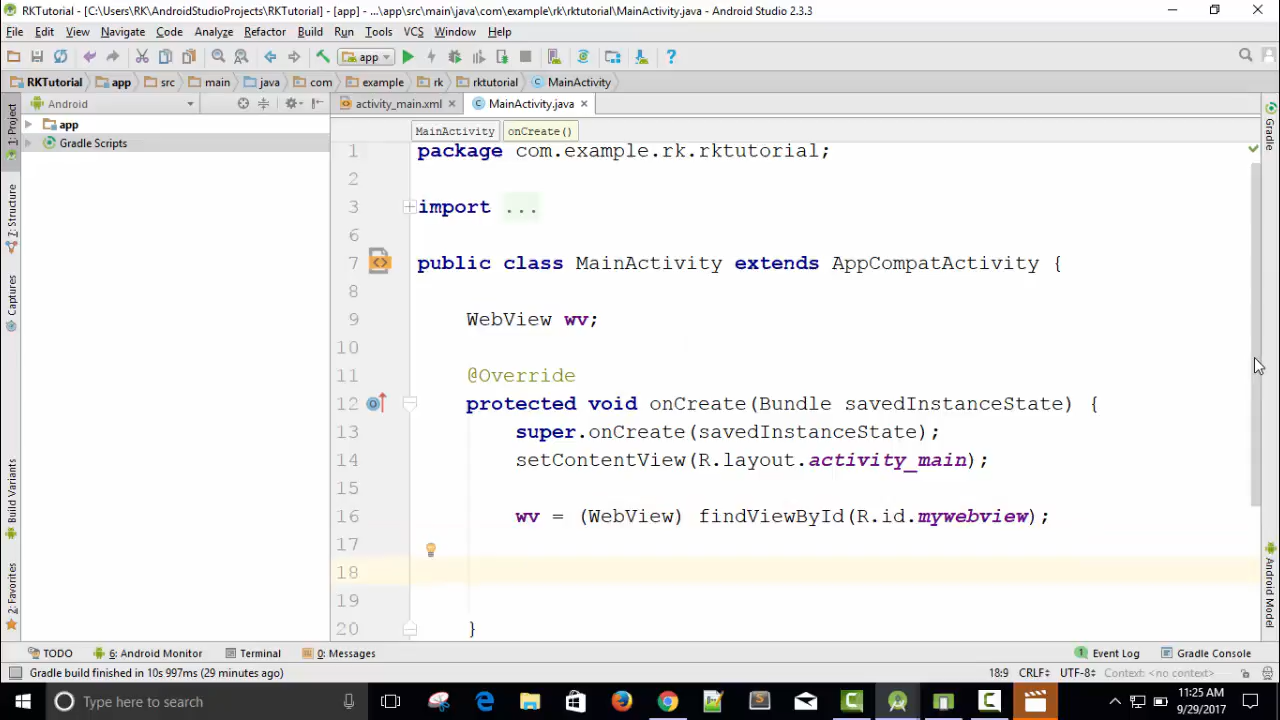 RKTutorial - [C:\Users\RK\AndroidStudioProjects\RKTutorial] - [app] - ...\app\src\main\java\com\example\rk\rktutorial\MainActivity.java - Android Studio 2.3.3
File Edit View Navigate Code Analyze Refactor Build Run Tools VCS Window Help
app
RKTutorial app src main java com example rk rktutorial MainActivity
1: Project
Android
activity_main.xml
MainActivity.java
Gradle
app
Gradle Scripts
MainActivity onCreate()
1 package com.example.rk.rktutorial;
2
3 import ...
6
7 public class MainActivity extends AppCompatActivity {
8
9 WebView wv;
10
11 @Override
12 protected void onCreate(Bundle savedInstanceState) {
13 super.onCreate(savedInstanceState);
14 setContentView(R.layout.activity_main);
15
16 wv = (WebView) findViewById(R.id.mywebview);
17
18
19
20 }
7: Structure
Captures
Build Variants
2: Favorites
Android Model
TODO 6: Android Monitor Terminal 0: Messages 1 Event Log Gradle Console
Gradle build finished in 10s 997ms (29 minutes ago) 18:9 CRLF÷ UTF-8÷ Context: <no context>
Type here to search
11:25 AM
9/29/2017